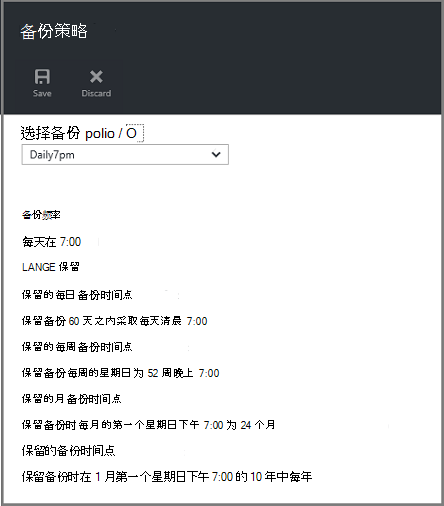 备份策略
Save Discard
选择备份 polio / O
Daily7pm
备份频率
每天在 7:00
LANGE 保留
保留的每日备份时间点
保留备份 60 天之内采取每天清晨 7:00
保留的每周备份时间点
保留备份每周的星期日为 52 周晚上 7:00
保留的月备份时间点
保留备份时每月的第一个星期日下午 7:00 为 24 个月
保留的备份时间点
保留备份时在 1 月第一个星期日下午 7:00 的 10 年中每年